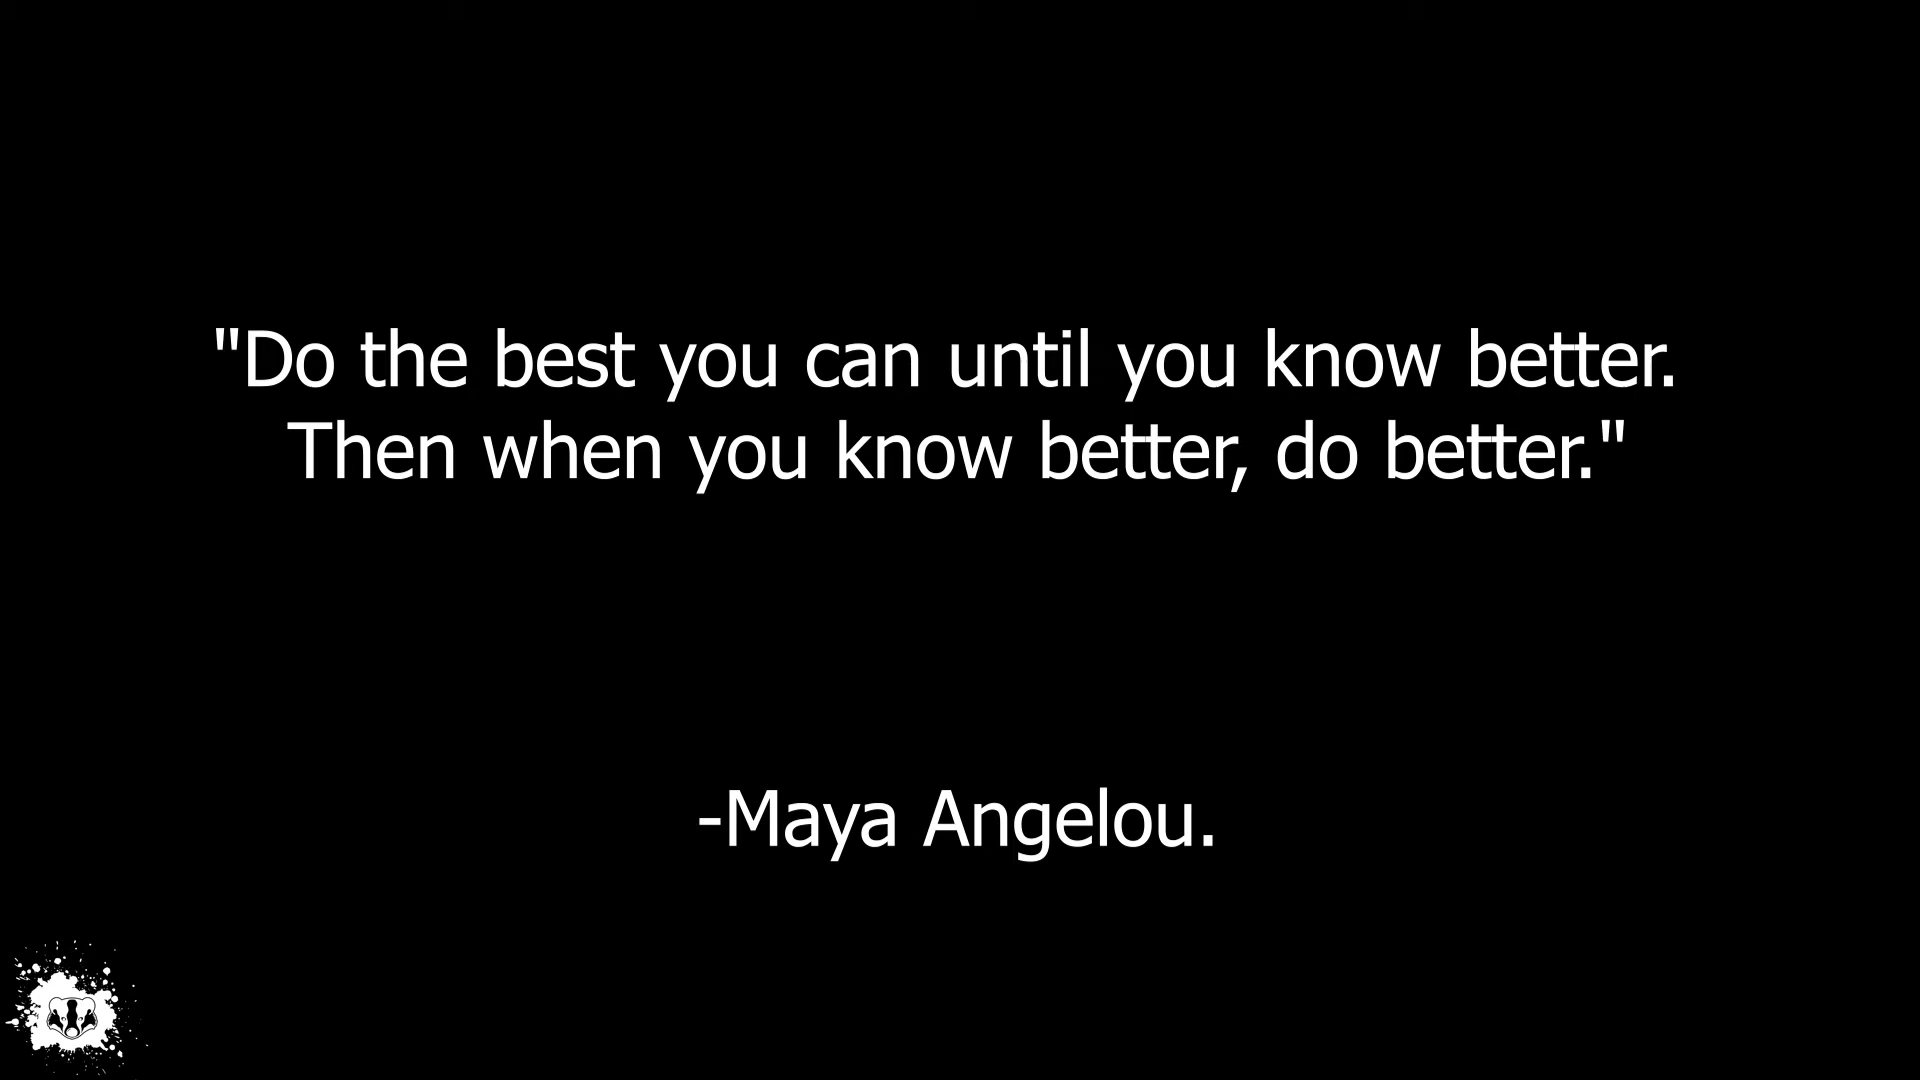 "Do the best you can until you know better.
Then when you know better, do better."
-Maya Angelou.